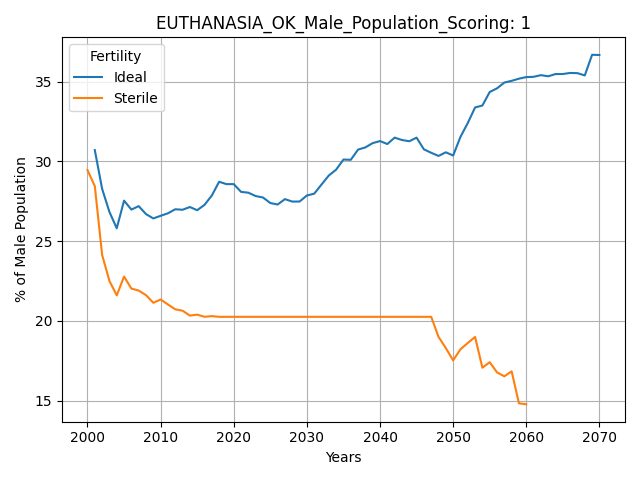 EUTHANASIA_OK_Male_Population_Scoring: 1
Fertility
Ideal
Sterile
% of Male Population
35
30
25
20
15
2000 2010 2020 2030 2040 2050 2060 2070
Years